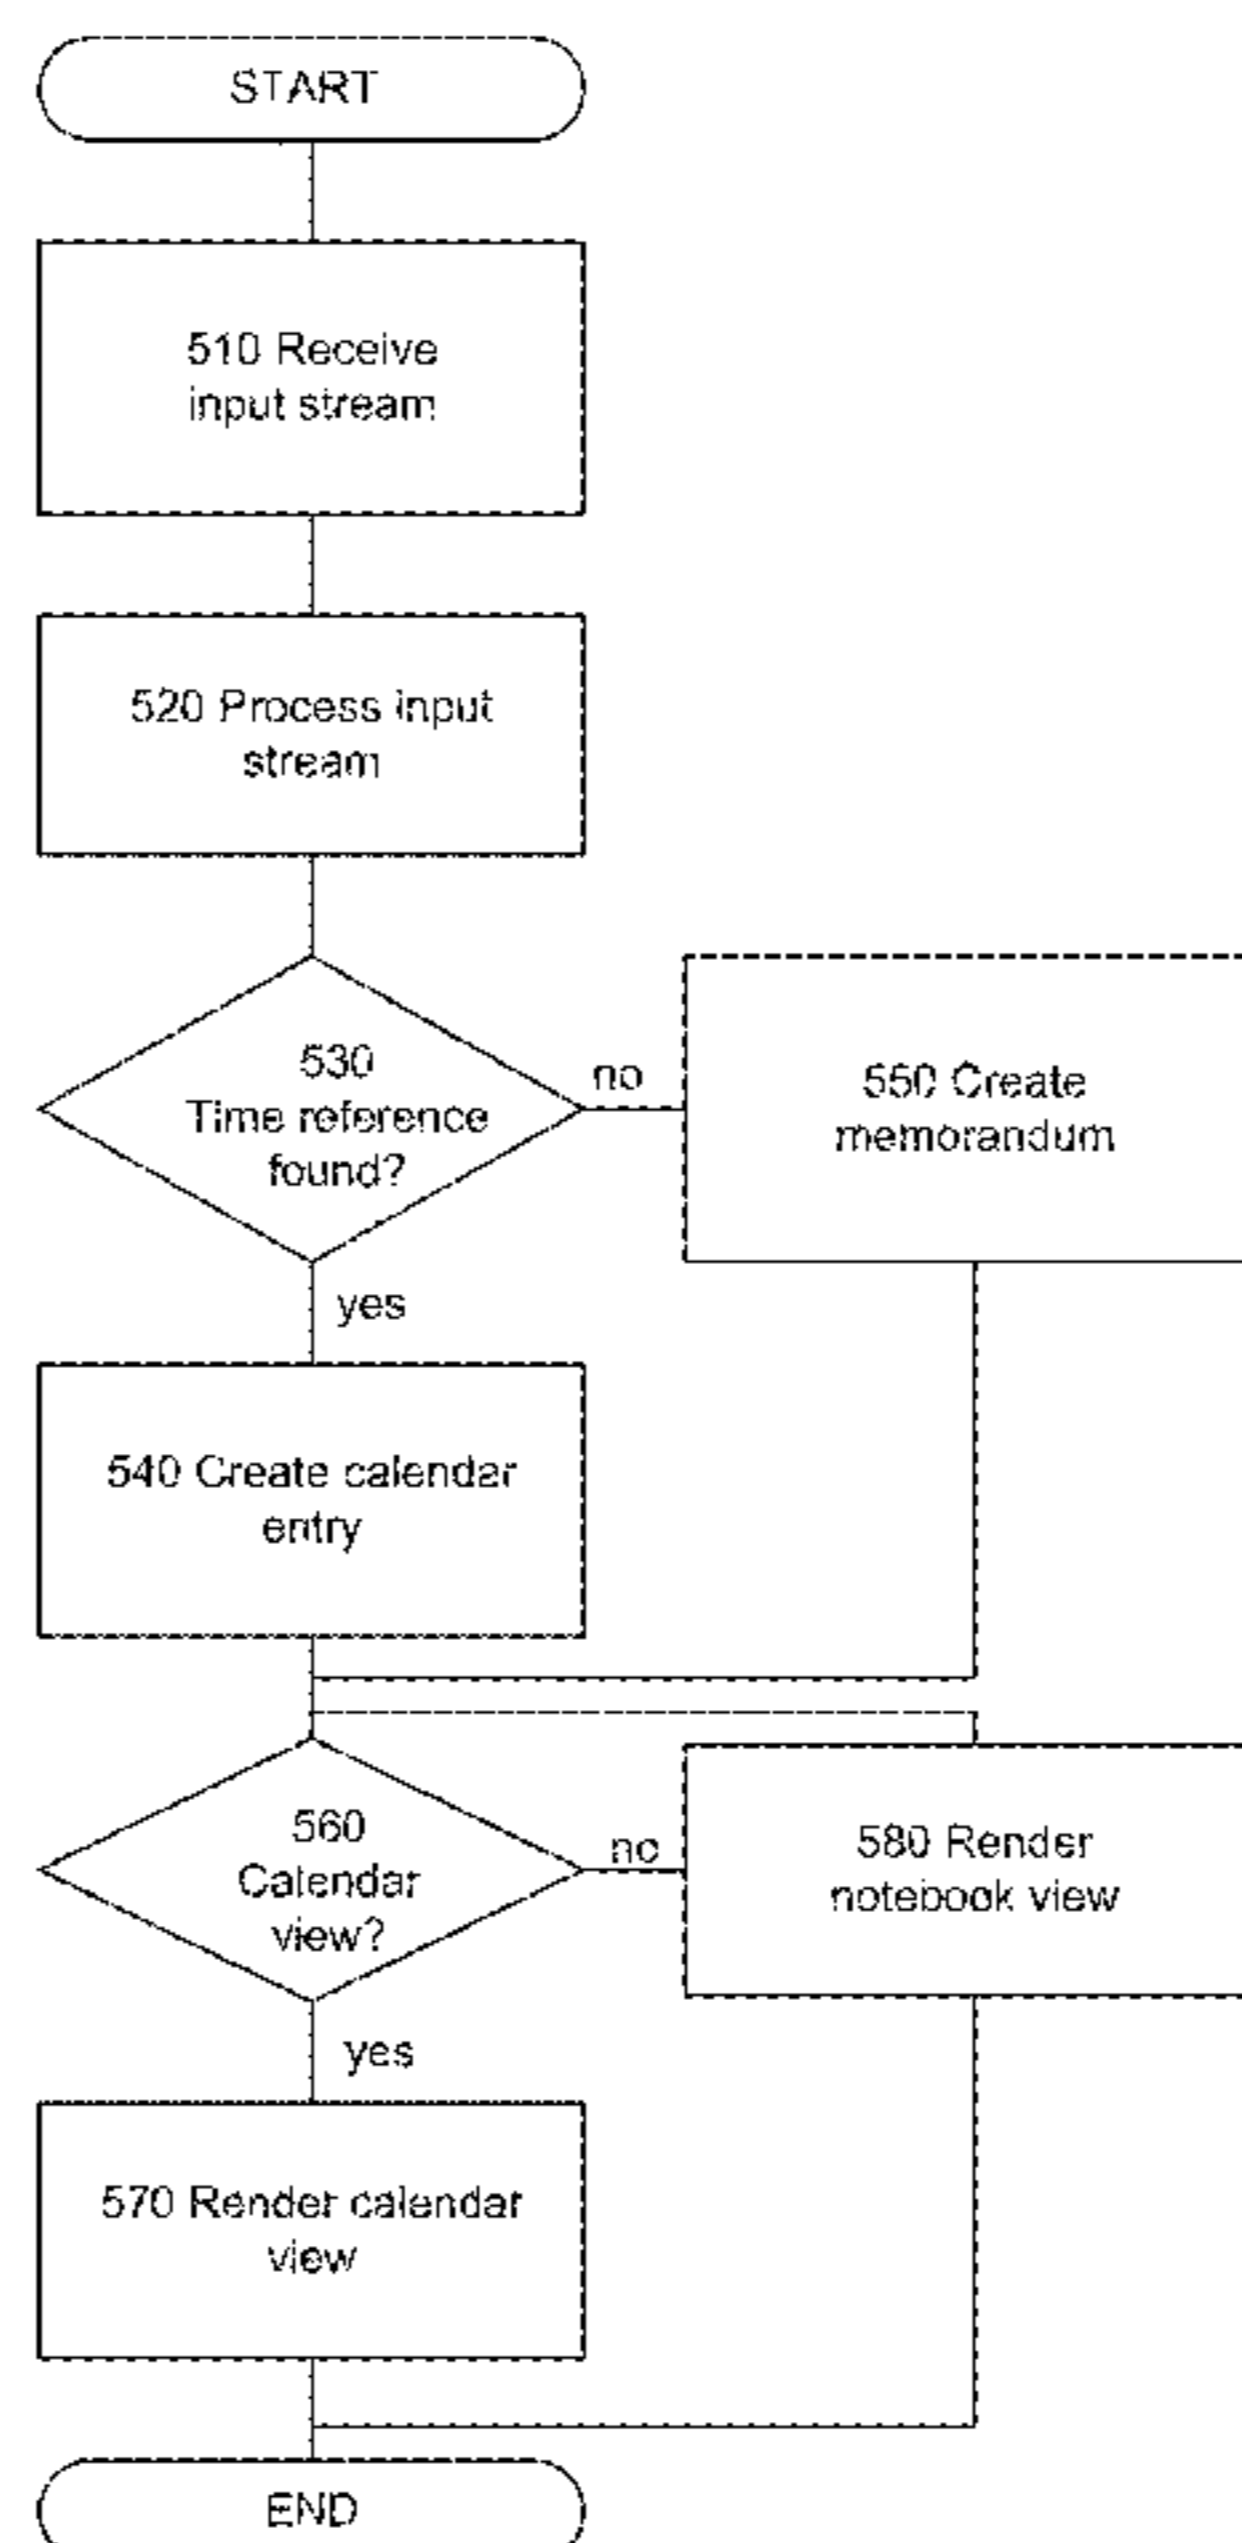 START
510 Receive
input stream
520 Process input
stream
530
Time reference
found?
no
550 Create
memorandum
yes
540 Create calendar
entry
560
Calendar
view?
no
580 Render
notebook view
yes
570 Render calendar
view
END